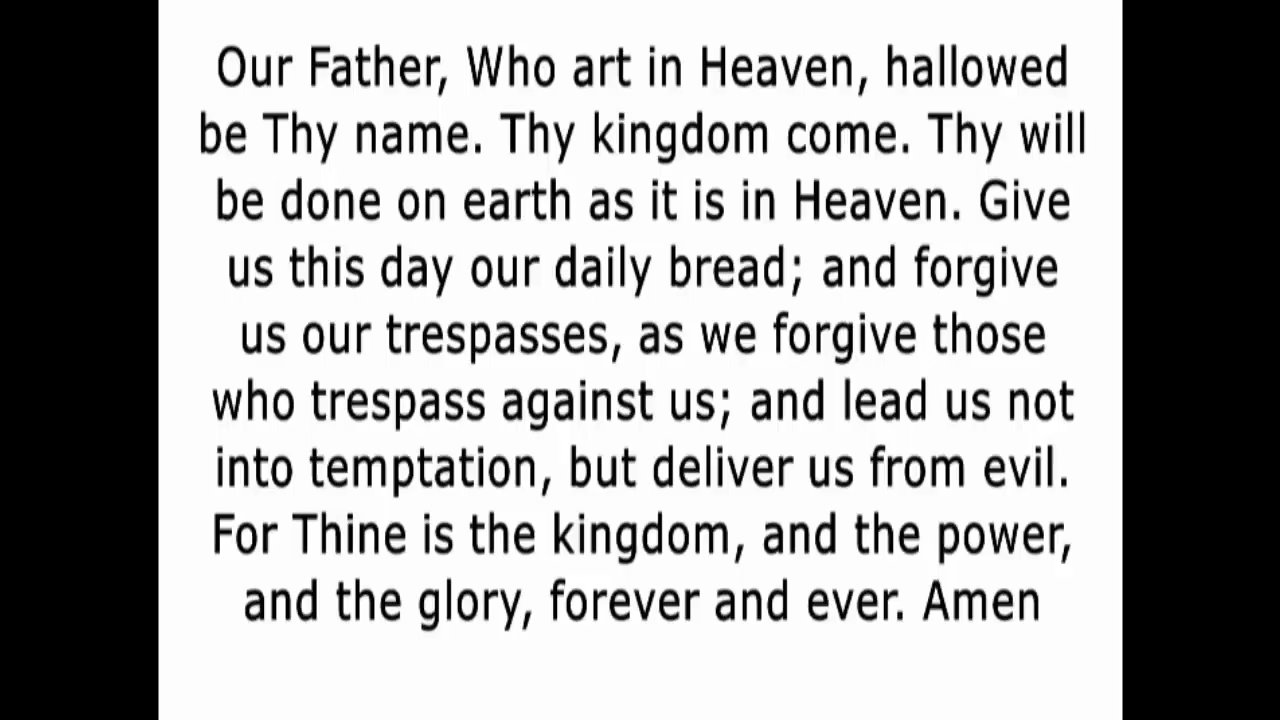 Our Father, Who art in Heaven, hallowed
be Thy name. Thy kingdom come. Thy will
be done on earth as it is in Heaven. Give
us this day our daily bread; and forgive
us our trespasses, as we forgive those
who trespass against us; and lead us not
into temptation, but deliver us from evil.
For Thine is the kingdom, and the power,
and the glory, forever and ever. Amen